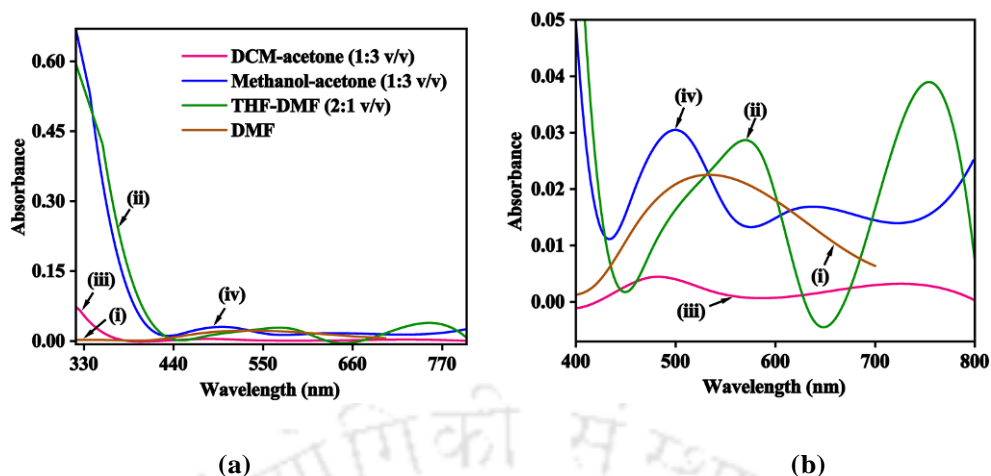 0.60
0.45
0.30
0.15
0.00
330
440
550
660
770
Absorbance
Wavelength (nm)
DCM-acetone (1:3 v/v)
Methanol-acetone (1:3 v/v)
THF-DMF (2:1 v/v)
DMF
(ii)
(iii)
(i)
(iv)
(a)
0.05
0.04
0.03
0.02
0.01
0.00
400
500
600
700
800
Absorbance
Wavelength (nm)
(iv)
(ii)
(i)
(iii)
(b)